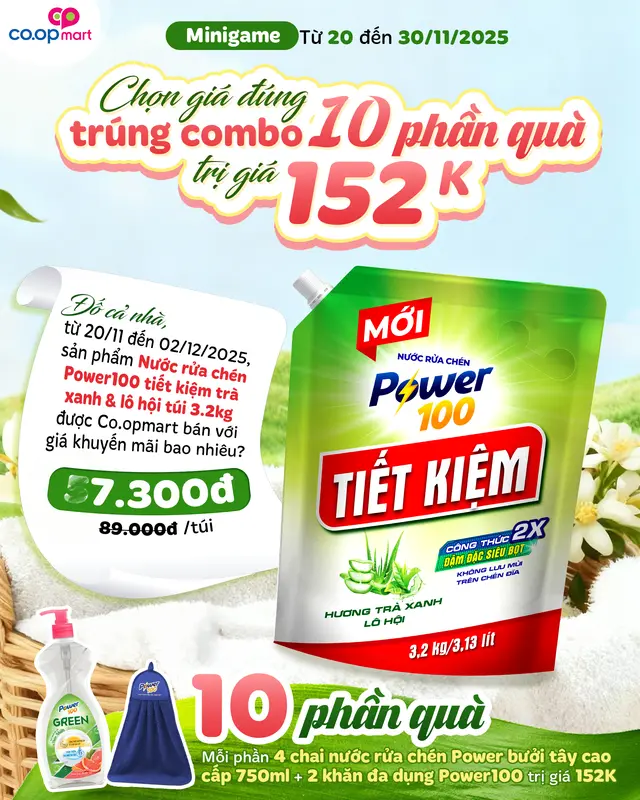 co.opmart
Minigame Từ 20 đến 30/11/2025
Chọn giá đúng
trúng combo 10 phần quà
trị giá 152K
Đố cả nhà,
từ 20/11 đến 02/12/2025,
sản phẩm Nước rửa chén
Power100 tiết kiệm trà
xanh & lô hội túi 3.2kg
được Co.opmart bán với
giá khuyến mãi bao nhiêu?
7.300đ
89.000đ /túi
MỚI
NƯỚC RỬA CHÉN
Power
100
TIẾT KIỆM
CÔNG THỨC 2X
ĐẬM ĐẶC SIÊU BỌT
KHÔNG LƯU MÙI
TRÊN CHÉN DĨA
HƯƠNG TRÀ XANH
LÔ HỘI
3,2 kg/3,13 lít
Power
100
GREEN
Power
100
10 phần quà
Mỗi phần 4 chai nước rửa chén Power bưởi tây cao
cấp 750ml + 2 khăn đa dụng Power100 trị giá 152K